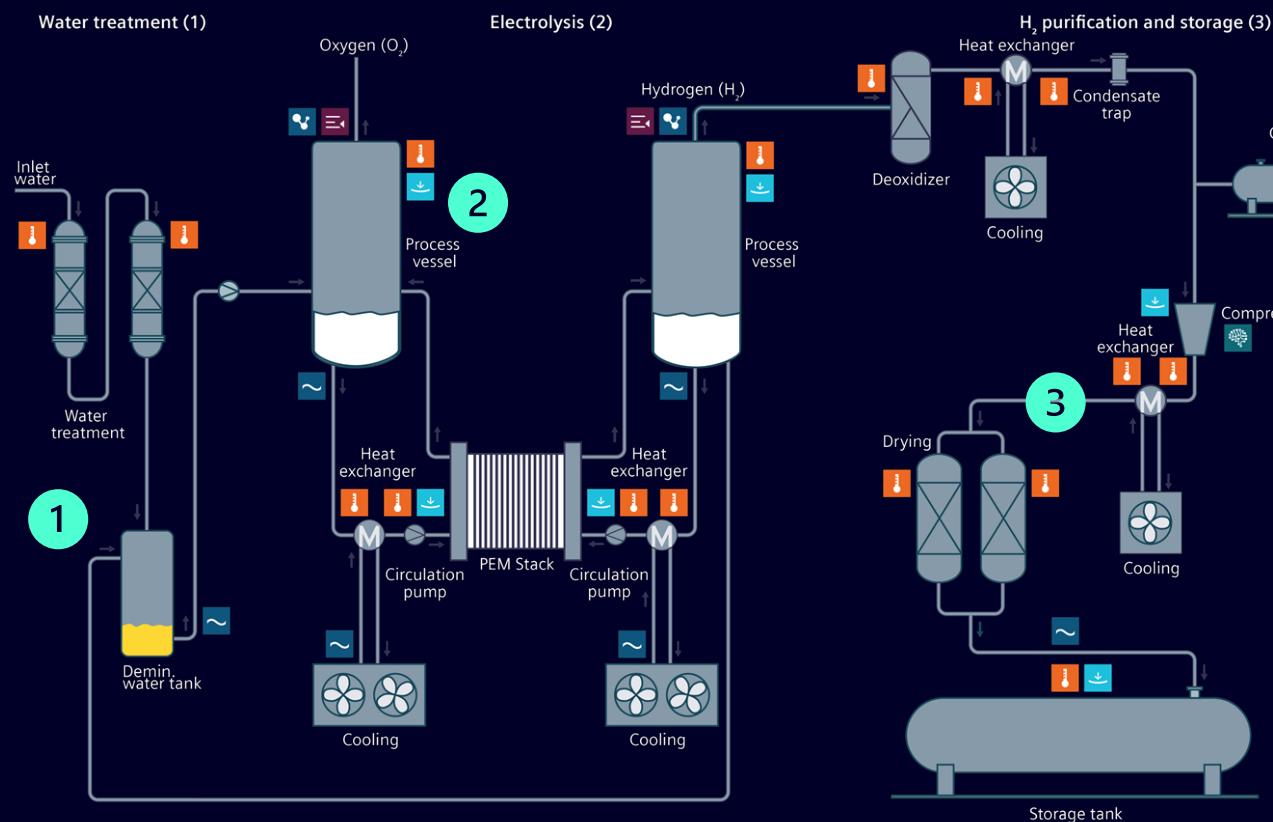 Water treatment (1)
Electrolysis (2)
H₂ purification and storage (3)
Oxygen (O₂)
Heat exchanger
Hydrogen (H₂)
Condensate
trap
Inlet
water
Deoxidizer
2
Cooling
Process
vessel
Process
vessel
Compre
Heat
exchanger
3
Water
treatment
Drying
Heat
exchanger
Heat
exchanger
1
M
M
M
M
PEM Stack
Circulation
pump
Circulation
pump
Cooling
Demin.
water tank
Cooling
Cooling
Storage tank